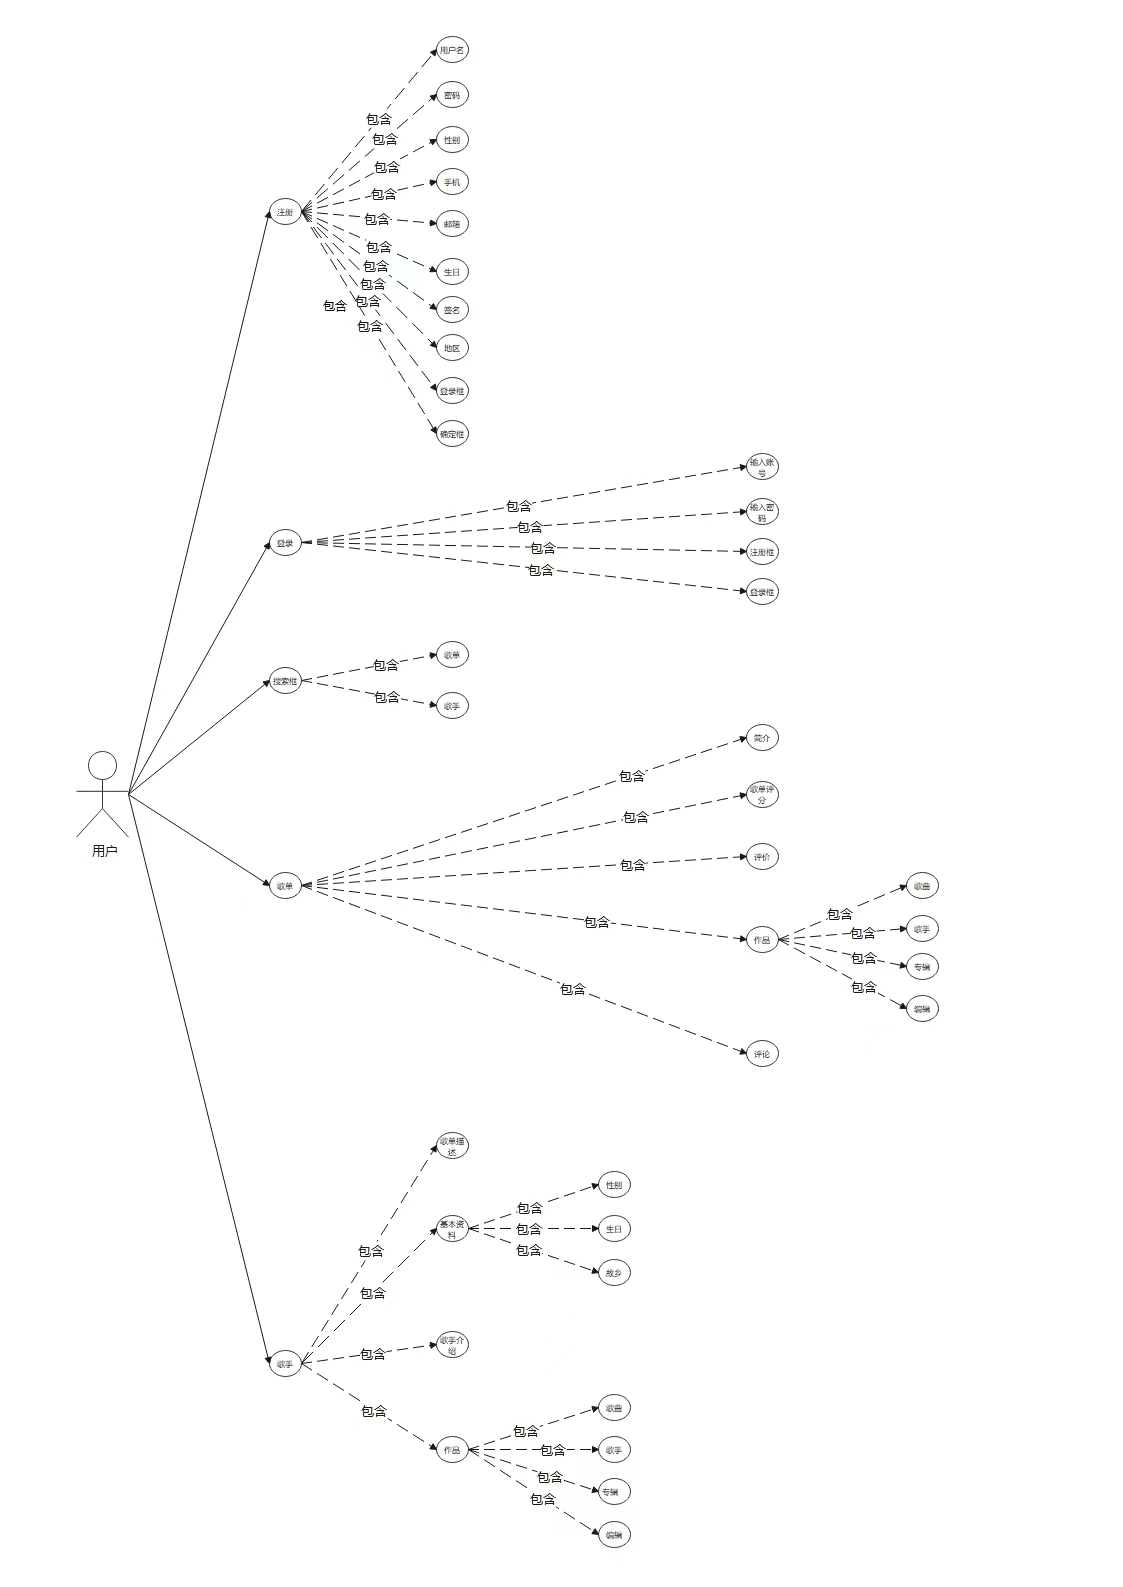 用户名
密码
包含
包含
性别
包含
手机
包含
注册
包含
邮箱
包含
包含
生日
包含
包含
包含
签名
包含
地区
登录框
确定框
输入账
号
包含
输入密
码
包含
登录
包含
注册框
包含
登录框
歌单
包含
搜索框
包含
歌手
简介
包含
歌单评
分
包含
用户
评价
包含
歌单
歌曲
包含
包含
歌手
包含
作品
包含
专辑
包含
包含
编辑
评论
歌单描
述
性别
包含
基本资
料
包含
生日
包含
包含
故乡
包含
歌手介
绍
包含
歌手
包含
歌曲
包含
作品
包含
歌手
包含
专辑
包含
编辑